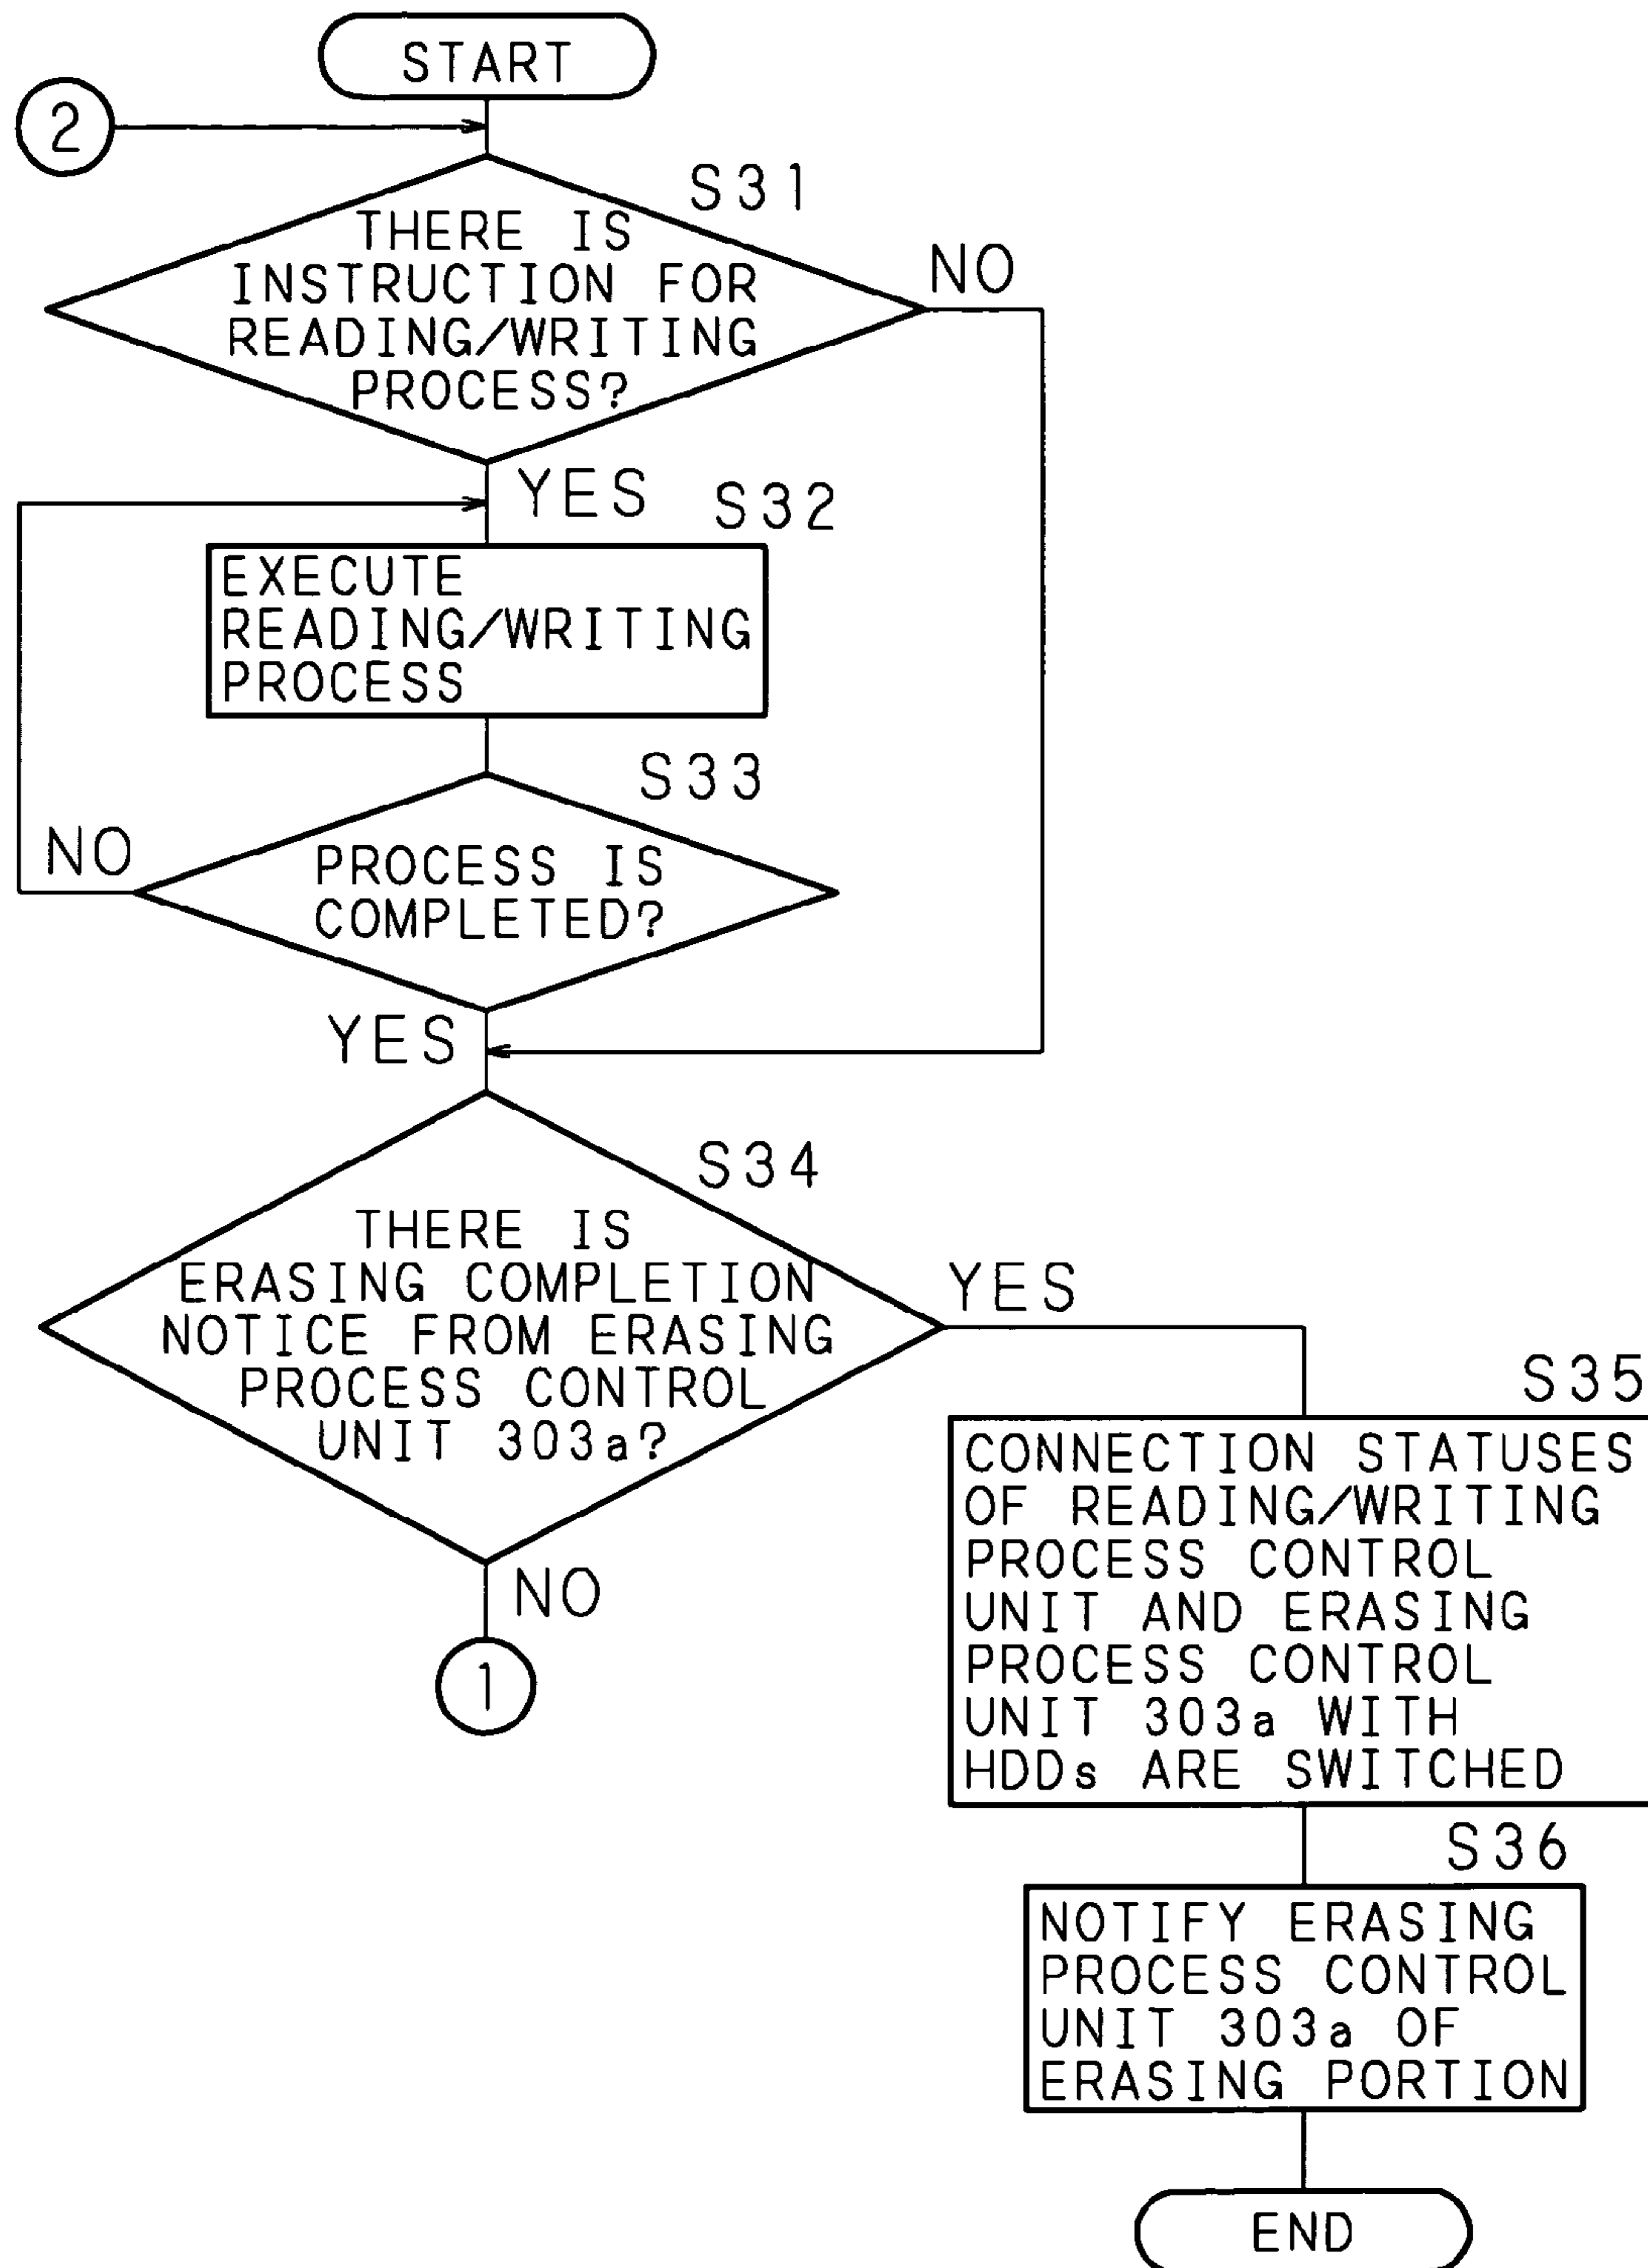 START
2
S31
THERE IS
INSTRUCTION FOR
READING/WRITING
PROCESS?
NO
YES
S32
EXECUTE
READING/WRITING
PROCESS
S33
NO
PROCESS IS
COMPLETED?
YES
S34
THERE IS
ERASING COMPLETION
NOTICE FROM ERASING
PROCESS CONTROL
UNIT 303a?
YES
NO
1
S35
CONNECTION STATUSES
OF READING/WRITING
PROCESS CONTROL
UNIT AND ERASING
PROCESS CONTROL
UNIT 303a WITH
HDDs ARE SWITCHED
S36
NOTIFY ERASING
PROCESS CONTROL
UNIT 303a OF
ERASING PORTION
END